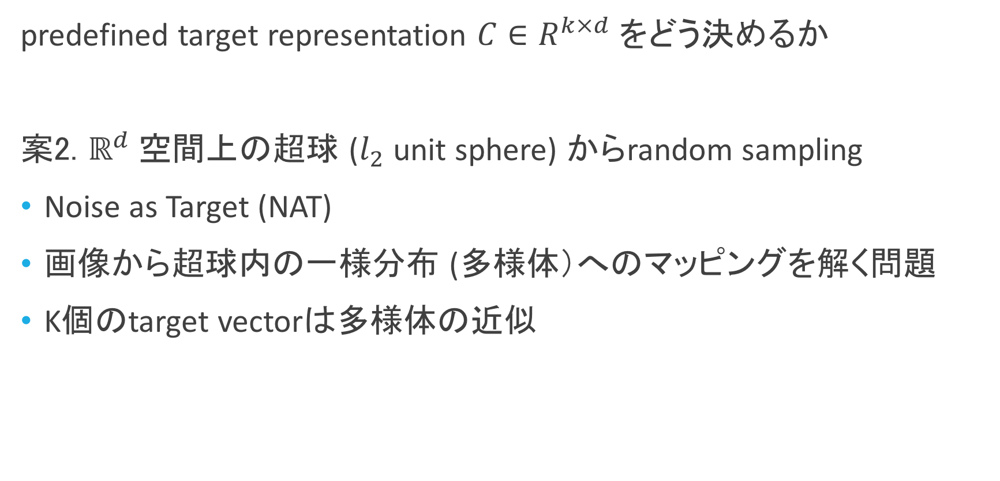 predefined target representation 𝐶 ∈ 𝑅^{𝑘×𝑑} をどう決めるか
案2. ℝ^𝑑 空間上の超球 (𝑙_2 unit sphere) からrandom sampling
• Noise as Target (NAT)
• 画像から超球内の一様分布 (多様体）へのマッピングを解く問題
• K個のtarget vectorは多様体の近似